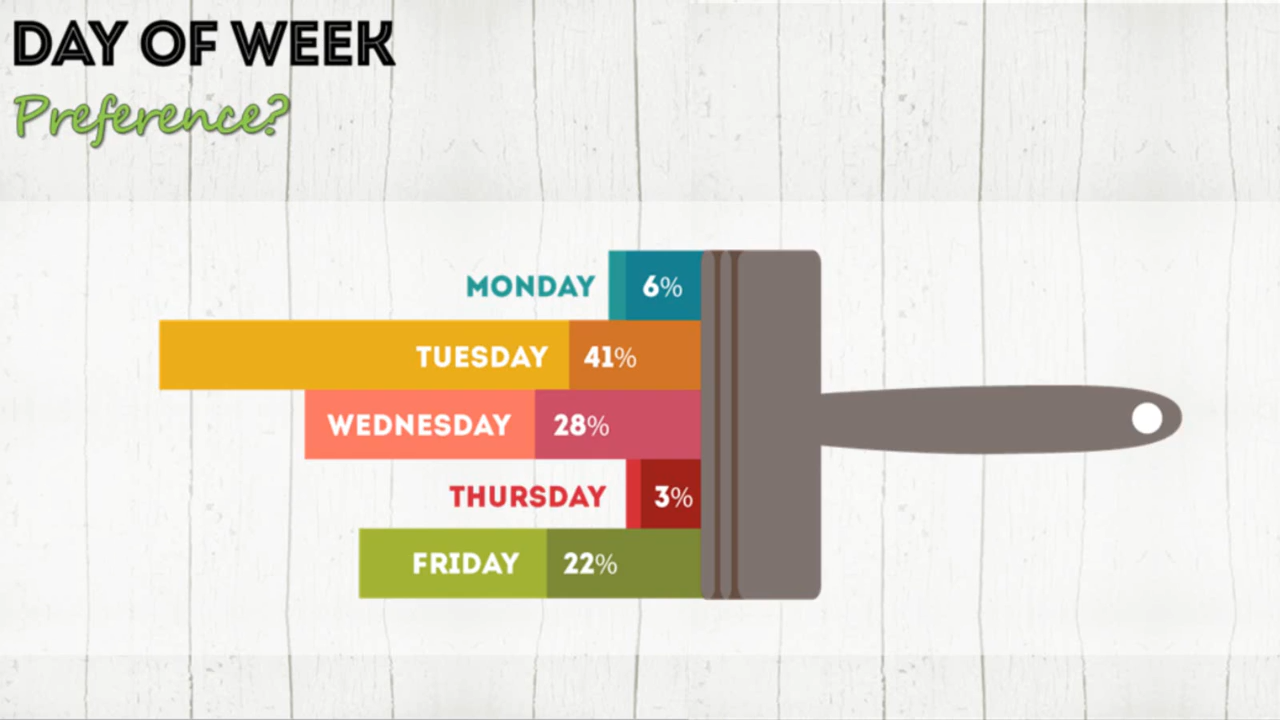 DAY OF WEEK
Preference?
MONDAY 6%
TUESDAY 41%
WEDNESDAY 28%
THURSDAY 3%
FRIDAY 22%